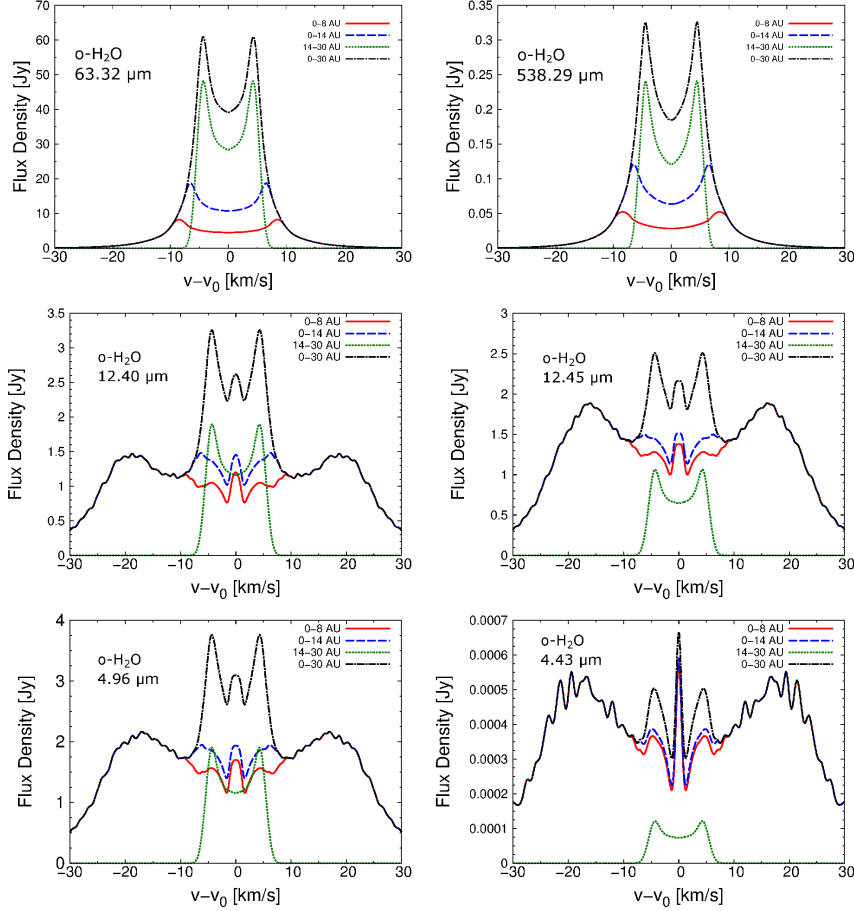 70
60
50
40
30
20
10
0
−30
−20
−10
0
10
20
30
Flux Density [Jy]
v−v0 [km/s]
o-H2O
63.32 µm
0−8 AU
0−14 AU
14−30 AU
0−30 AU
0.35
0.3
0.25
0.2
0.15
0.1
0.05
0
−30
−20
−10
0
10
20
30
Flux Density [Jy]
v−v0 [km/s]
o-H2O
538.29 µm
0−8 AU
0−14 AU
14−30 AU
0−30 AU
3.5
3
2.5
2
1.5
1
0.5
0
−30
−20
−10
0
10
20
30
Flux Density [Jy]
v−v0 [km/s]
o-H2O
12.40 µm
0−8 AU
0−14 AU
14−30 AU
0−30 AU
3
2.5
2
1.5
1
0.5
0
−30
−20
−10
0
10
20
30
Flux Density [Jy]
v−v0 [km/s]
o-H2O
12.45 µm
0−8 AU
0−14 AU
14−30 AU
0−30 AU
4
3
2
1
0
−30
−20
−10
0
10
20
30
Flux Density [Jy]
v−v0 [km/s]
o-H2O
4.96 µm
0−8 AU
0−14 AU
14−30 AU
0−30 AU
0.0007
0.0006
0.0005
0.0004
0.0003
0.0002
0.0001
0
−30
−20
−10
0
10
20
30
Flux Density [Jy]
v−v0 [km/s]
o-H2O
4.43 µm
0−8 AU
0−14 AU
14−30 AU
0−30 AU